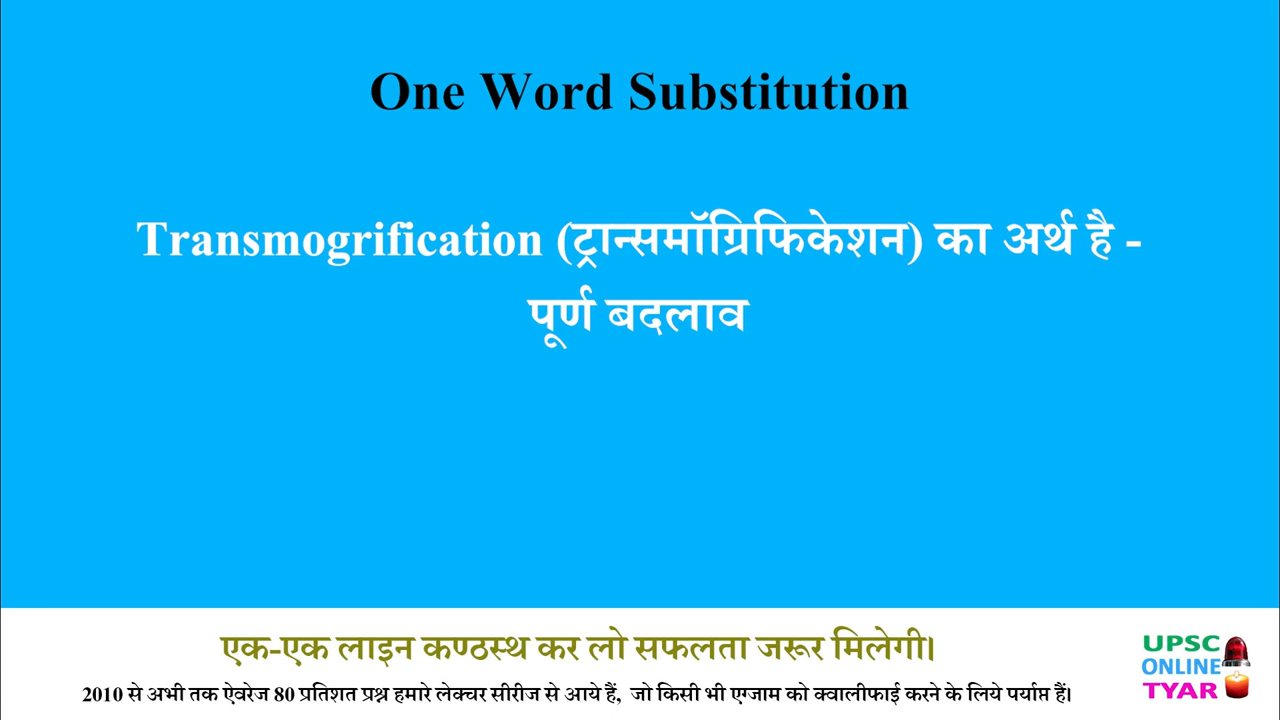 One Word Substitution
Transmogrification (ट्रान्समॉग्रिफिकेशन) का अर्थ है -
पूर्ण बदलाव
एक-एक लाइन कण्ठस्थ कर लो सफलता जरूर मिलेगी।
2010 से अभी तक ऐवरेज 80 प्रतिशत प्रश्न हमारे लेक्चर सीरीज से आये हैं, जो किसी भी एग्जाम को क्वालीफाई करने के लिये पर्याप्त हैं।
UPSC
ONLINE
TYAR